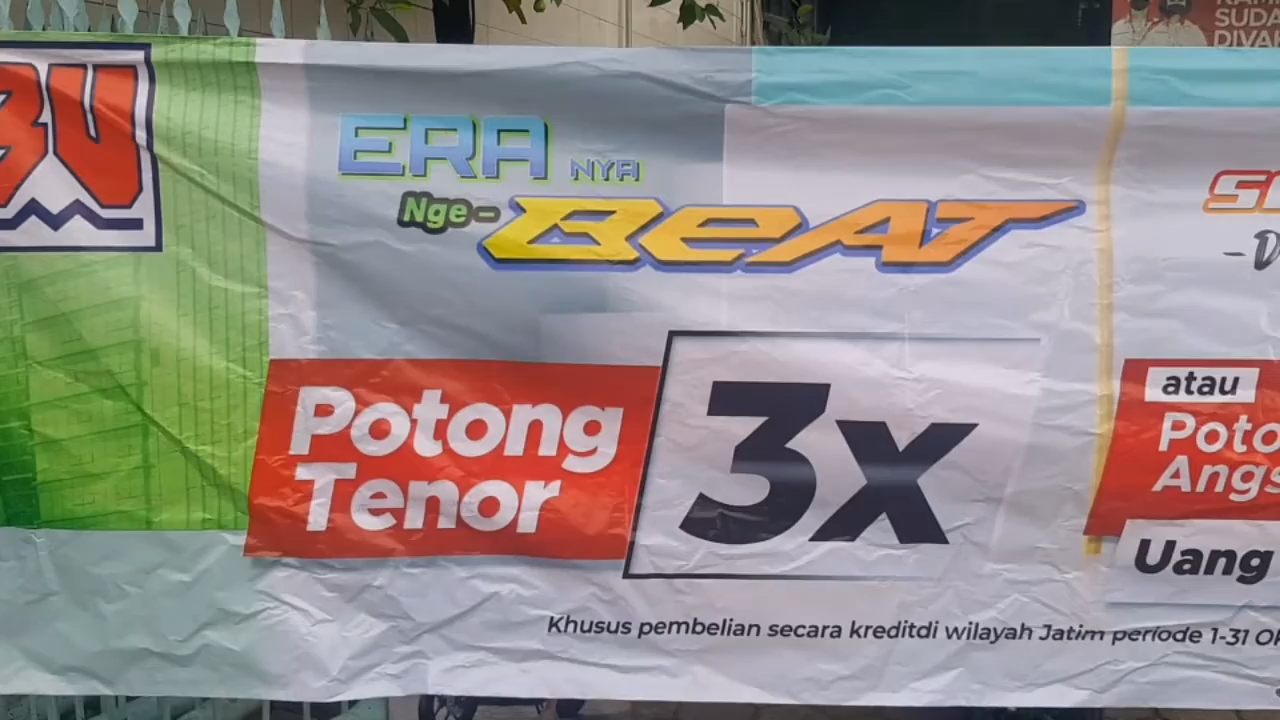 SUDA
ERA NYA
Nge-BeAT
atau
Potong
Tenor
3x
Poto
Angs
Uang
Khusus pembelian secara kreditdi wilayah Jatim periode 1-31 O